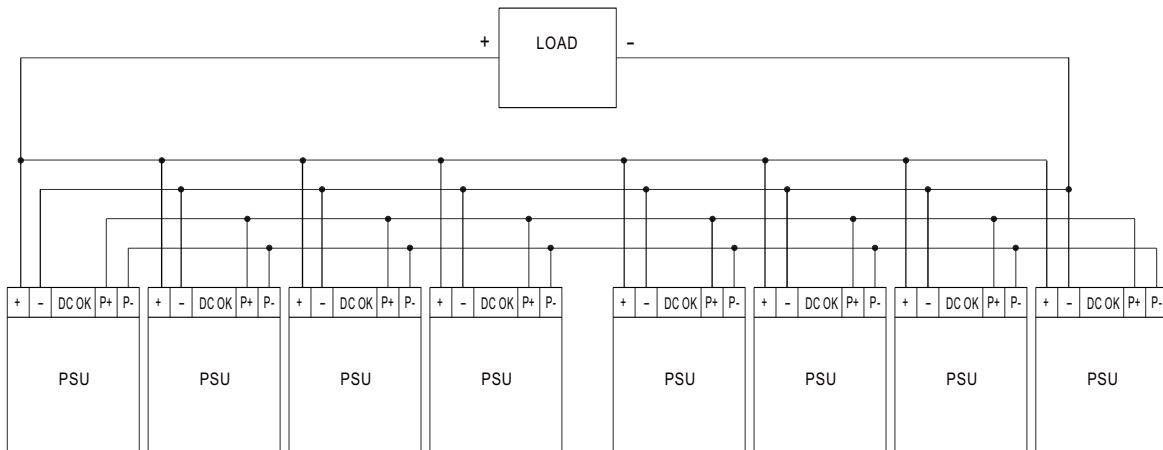 + LOAD –
+ – DC OK P+ P- + – DC OK P+ P- + – DC OK P+ P- + – DC OK P+ P- + – DC OK P+ P- + – DC OK P+ P- + – DC OK P+ P- + – DC OK P+ P-
PSU PSU PSU PSU PSU PSU PSU PSU